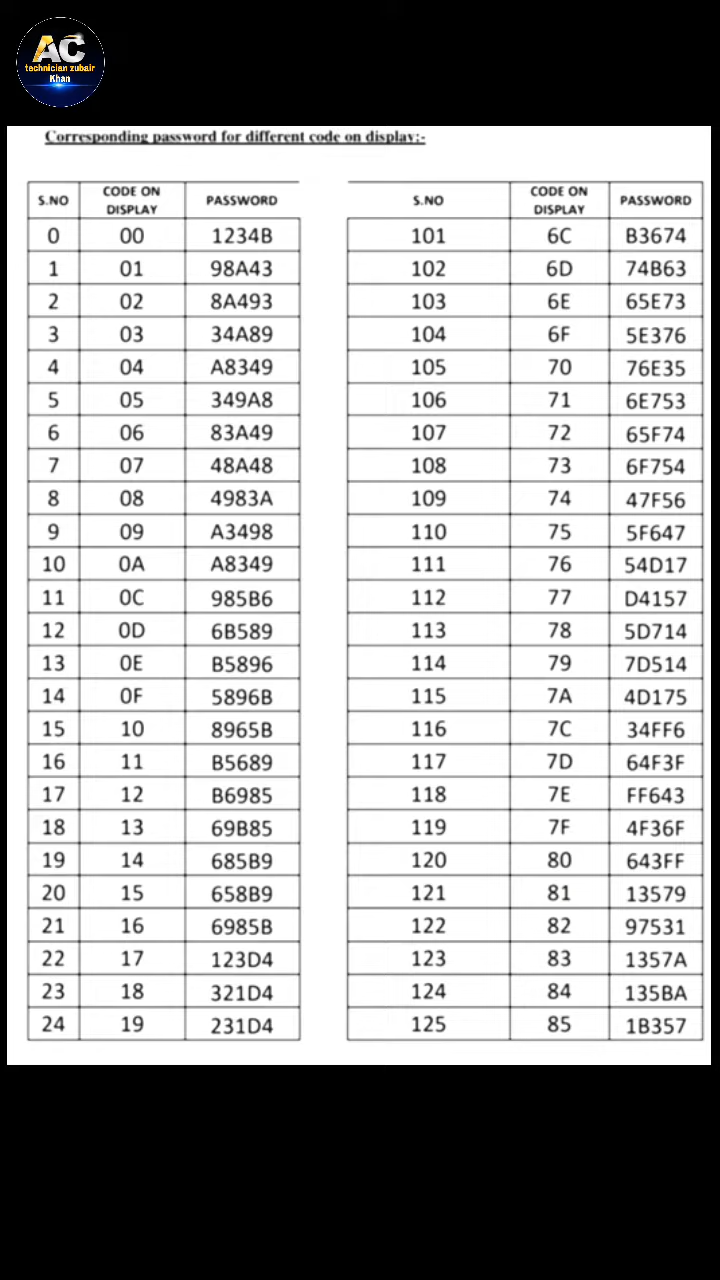 AC
technician zubair
Khan
Corresponding password for different code on display:-
S.NO CODE ON DISPLAY PASSWORD
0 00 1234B
1 01 98A43
2 02 8A493
3 03 34A89
4 04 A8349
5 05 349A8
6 06 83A49
7 07 48A48
8 08 4983A
9 09 A3498
10 0A A8349
11 0C 985B6
12 0D 6B589
13 0E B5896
14 0F 5896B
15 10 8965B
16 11 B5689
17 12 B6985
18 13 69B85
19 14 685B9
20 15 658B9
21 16 6985B
22 17 123D4
23 18 321D4
24 19 231D4
S.NO CODE ON DISPLAY PASSWORD
101 6C B3674
102 6D 74B63
103 6E 65E73
104 6F 5E376
105 70 76E35
106 71 6E753
107 72 65F74
108 73 6F754
109 74 47F56
110 75 5F647
111 76 54D17
112 77 D4157
113 78 5D714
114 79 7D514
115 7A 4D175
116 7C 34FF6
117 7D 64F3F
118 7E FF643
119 7F 4F36F
120 80 643FF
121 81 13579
122 82 97531
123 83 1357A
124 84 135BA
125 85 1B357